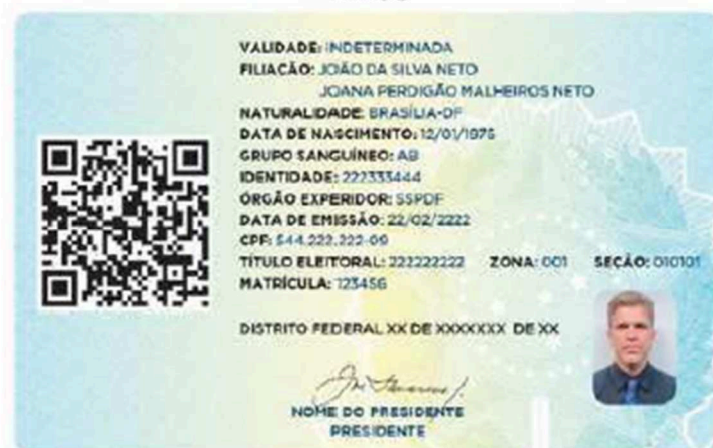 VALIDADE: INDETERMINADA
FILIAÇÃO: JOÃO DA SILVA NETO
JOANA PERDIGÃO MALHEIROS NETO
NATURALIDADE: BRASÍLIA-DF
DATA DE NASCIMENTO: 12/01/1975
GRUPO SANGUÍNEO: AB
IDENTIDADE: 222333444
ÓRGÃO EXPERIDOR: SSPDF
DATA DE EMISSÃO: 22/02/2222
CPF: 544.222.222-00
TÍTULO ELEITORAL: 222222222 ZONA: 001 SEÇÃO: 010101
MATRÍCULA: 123456
DISTRITO FEDERAL XX DE XXXXXXX DE XX
NOME DO PRESIDENTE
PRESIDENTE